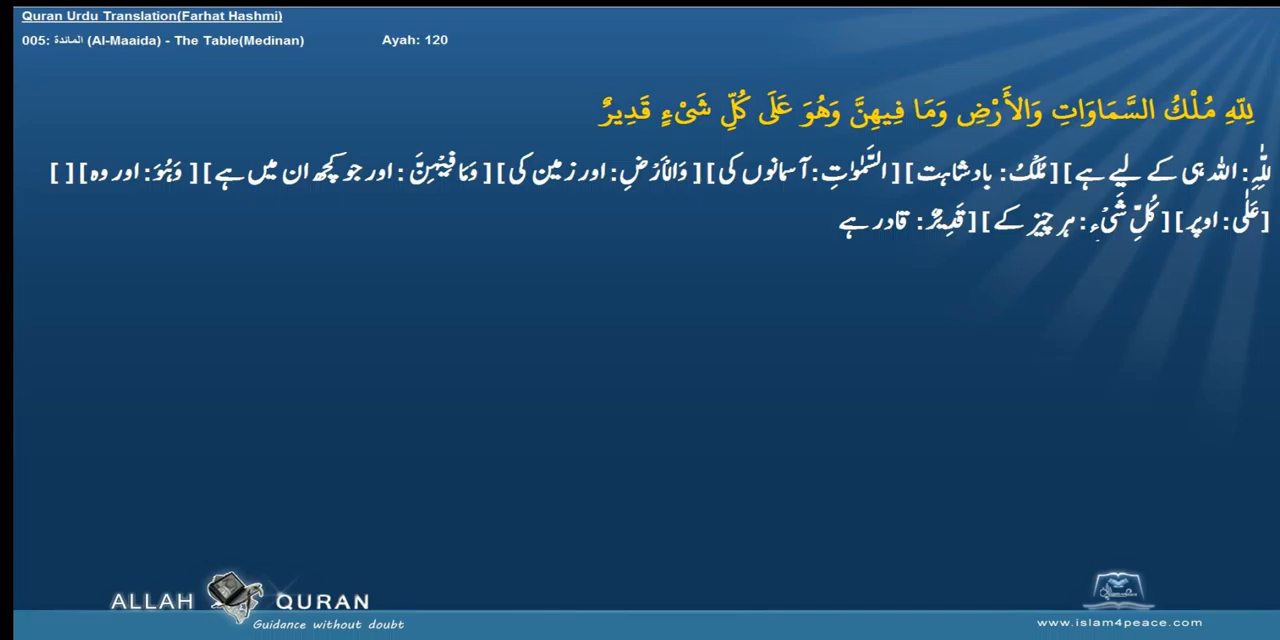 Quran Urdu Translation(Farhat Hashmi)
005: المائدة (Al-Maaida) - The Table(Medinan) Ayah: 120
لِلّهِ مُلْكُ السَّمَاوَاتِ وَالأَرْضِ وَمَا فِيهِنَّ وَهُوَ عَلَى كُلِّ شَيْءٍ قَدِيرٌ
لِلّٰهِ: اللہ ہی کے لیے ہے] [مُلْكُ: بادشاہت] [السَّمٰوٰتِ: آسمانوں کی] [وَالْاَرْضِ: اور زمین کی] [وَمَا فِيْهِنَّ: اور جو کچھ ان میں ہے] [وَہُوَ: اور وہ] [ ]
[عَلٰى: اوپر] [كُلِّ شَيْءٍ: ہر چیز کے] [قَدِيْرٌ: قادر ہے
ALLAH QURAN
Guidance without doubt
www.islam4peace.com